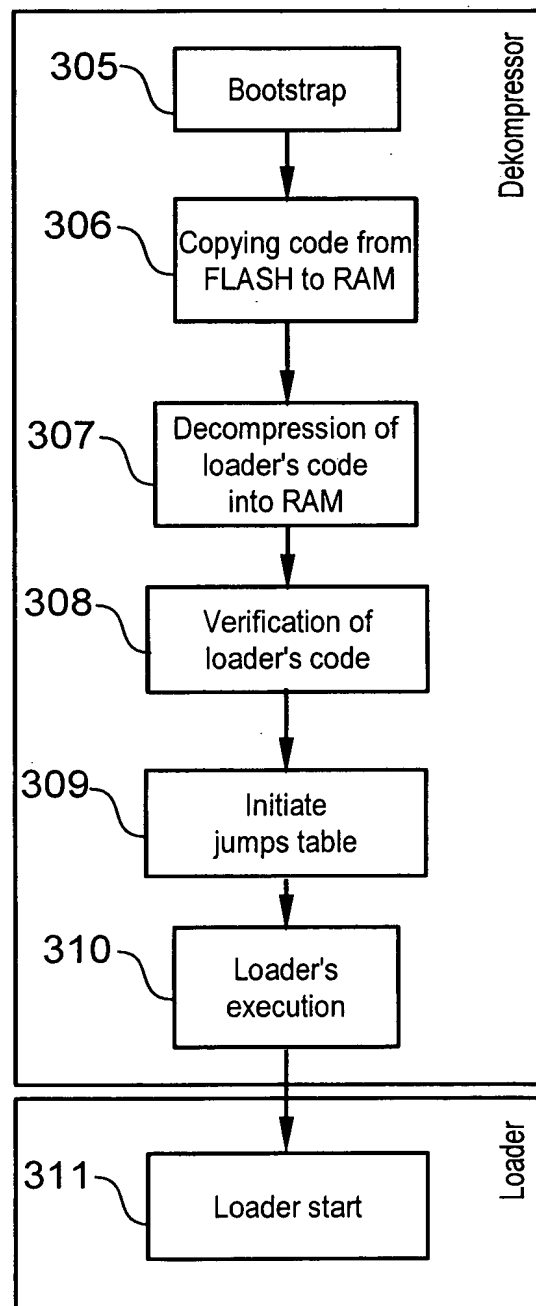 Dekompressor
305
Bootstrap
306
Copying code from
FLASH to RAM
307
Decompression of
loader's code
into RAM
308
Verification of
loader's code
309
Initiate
jumps table
310
Loader's
execution
Loader
311
Loader start